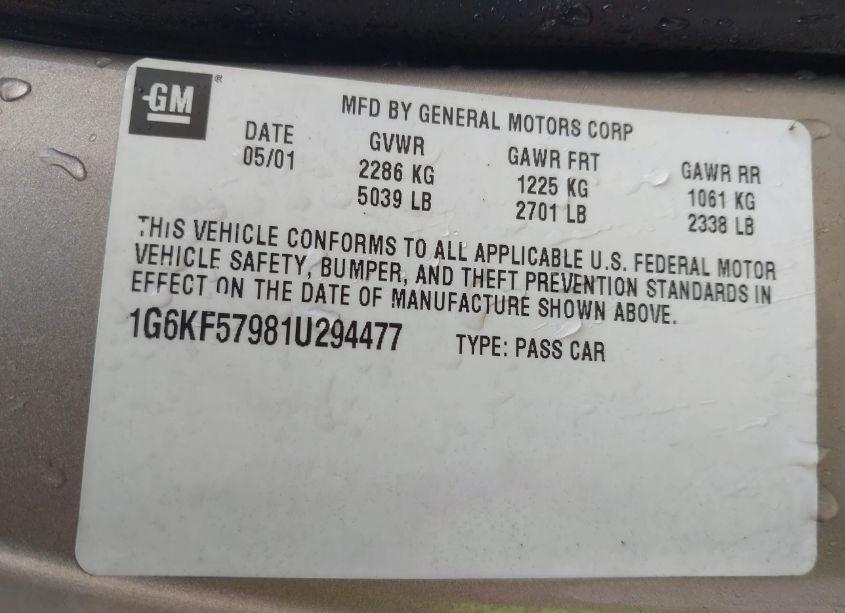 GM ®
MFD BY GENERAL MOTORS CORP
DATE GVWR GAWR FRT GAWR RR
05/01 2286 KG 1225 KG 1061 KG
5039 LB 2701 LB 2338 LB
THIS VEHICLE CONFORMS TO ALL APPLICABLE U.S. FEDERAL MOTOR
VEHICLE SAFETY, BUMPER, AND THEFT PREVENTION STANDARDS IN
EFFECT ON THE DATE OF MANUFACTURE SHOWN ABOVE.
1G6KF57981U294477 TYPE: PASS CAR